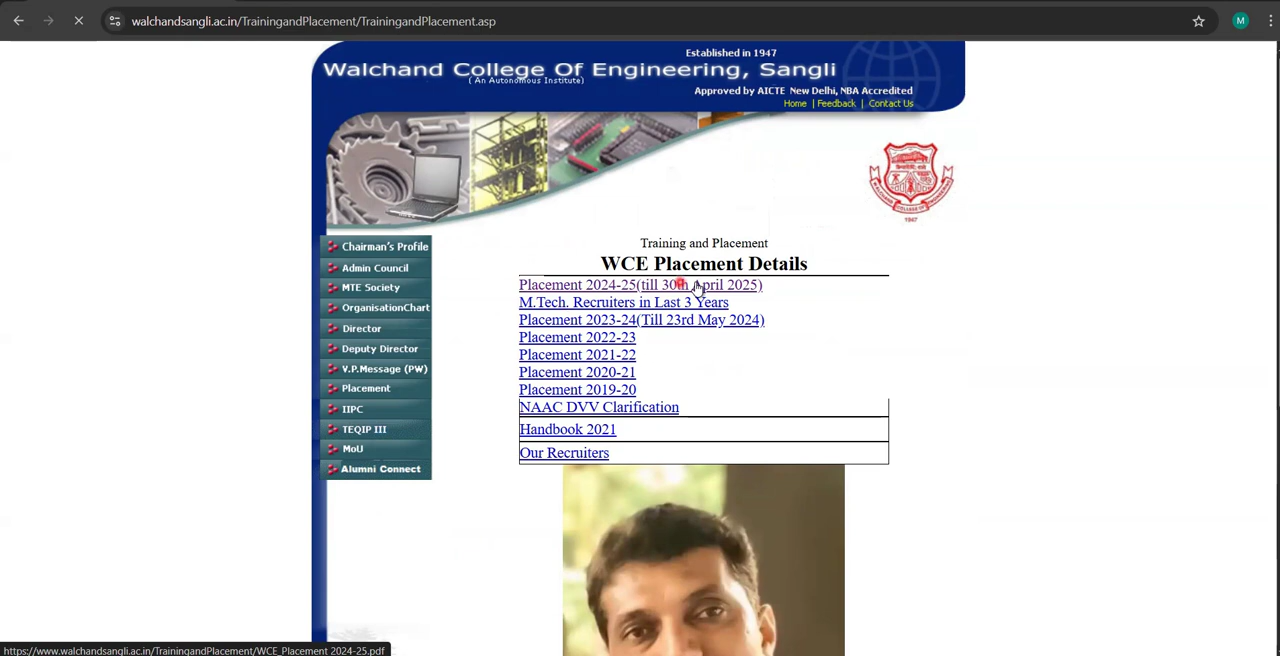 walchandsangli.ac.in/TrainingandPlacement/TrainingandPlacement.asp
M
Established in 1947
Walchand College Of Engineering, Sangli
( An Autonomous Institute)
Approved by AICTE New Delhi, NBA Accredited
Home | Feedback | Contact Us
WALCHAND COLLEGE OF ENGINEERING
1947
Chairman's Profile
Admin Council
MTE Society
OrganisationChart
Director
Deputy Director
V.P.Message (PW)
Placement
IIPC
TEQIP III
MoU
Alumni Connect
Training and Placement
WCE Placement Details
Placement 2024-25(till 30th April 2025)
M.Tech. Recruiters in Last 3 Years
Placement 2023-24(Till 23rd May 2024)
Placement 2022-23
Placement 2021-22
Placement 2020-21
Placement 2019-20
NAAC DVV Clarification
Handbook 2021
Our Recruiters
https://www.walchandsangli.ac.in/TrainingandPlacement/WCE_Placement 2024-25.pdf